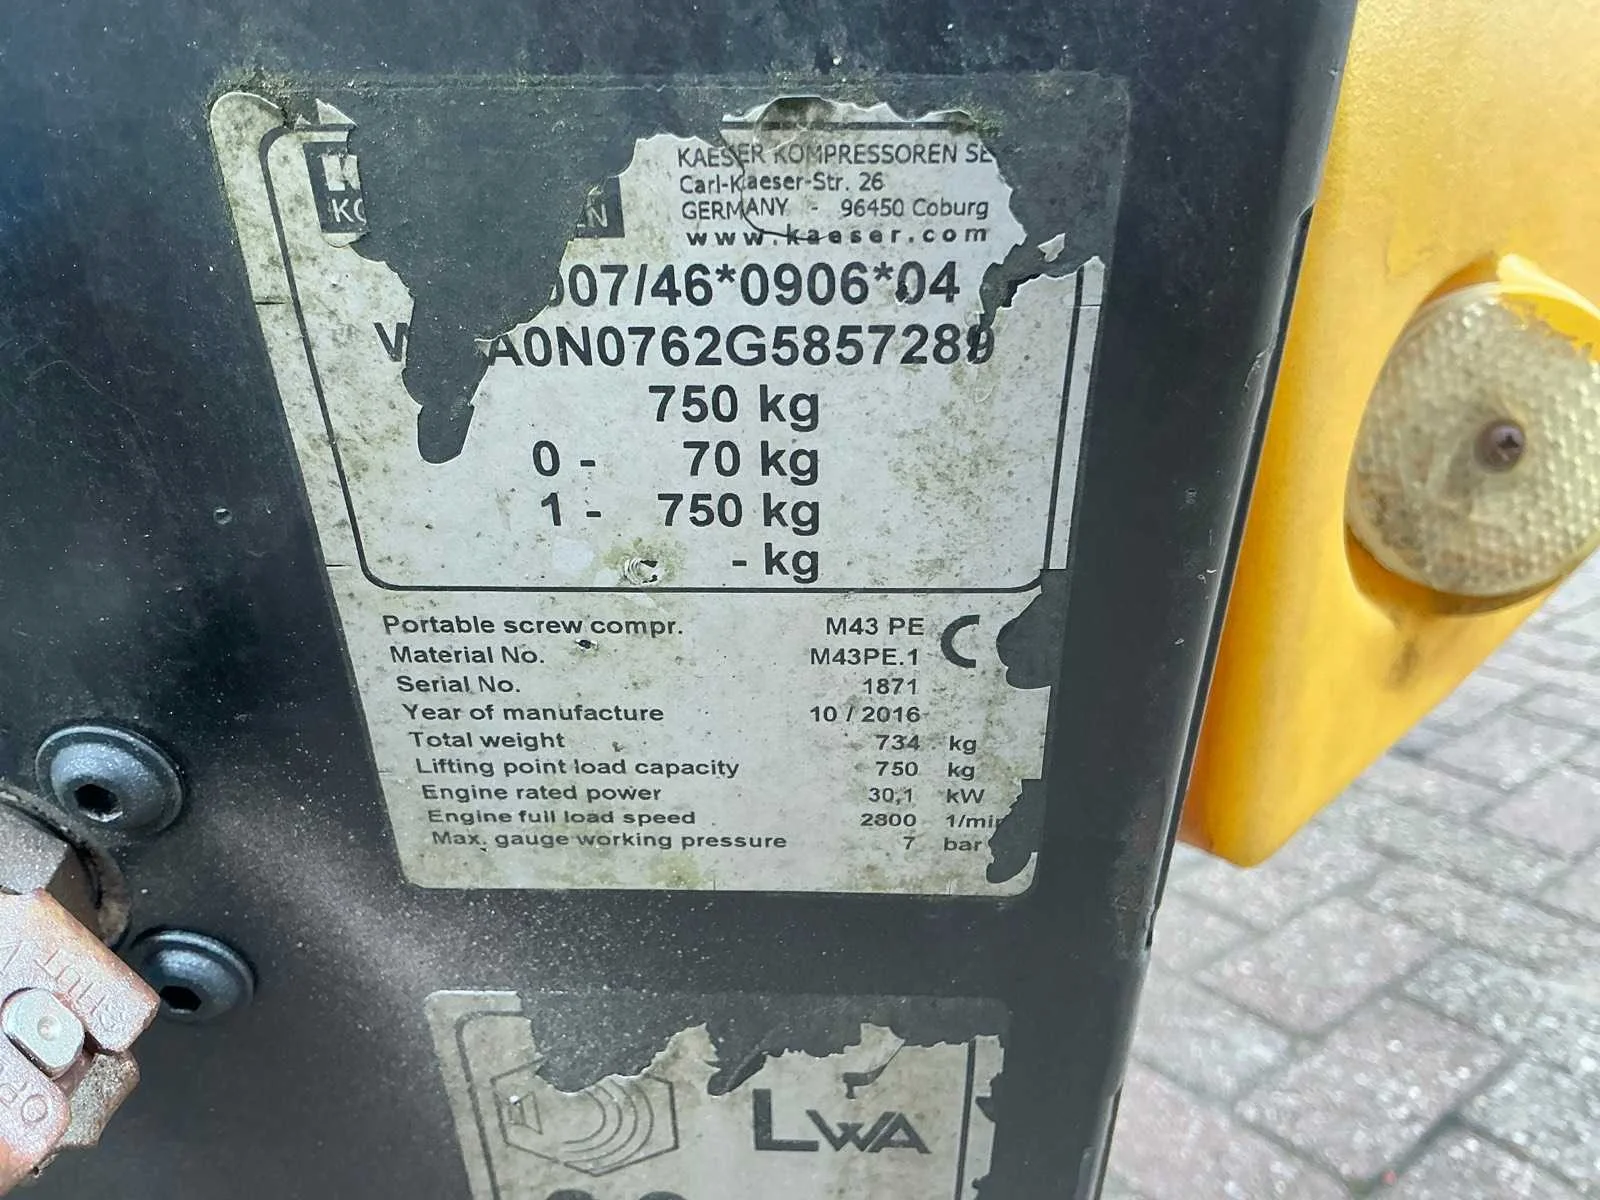 KAESER KOMPRESSOREN SE
Carl-Kaeser-Str. 26
GERMANY - 96450 Coburg
www.kaeser.com
007/46*0906*04
A0N0762G5857289
750 kg
0 - 70 kg
1 - 750 kg
- kg
Portable screw compr. M43 PE CE
Material No. M43PE.1
Serial No. 1871
Year of manufacture 10 / 2016
Total weight 734 kg
Lifting point load capacity 750 kg
Engine rated power 30,1 kW
Engine full load speed 2800 1/min
Max. gauge working pressure 7 bar
LWA